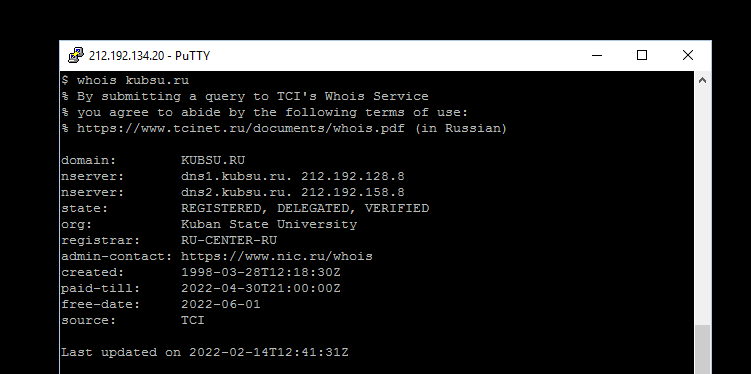 212.192.134.20 - PuTTY
$ whois kubsu.ru
% By submitting a query to TCI's Whois Service
% you agree to abide by the following terms of use:
% https://www.tcinet.ru/documents/whois.pdf (in Russian)
domain: KUBSU.RU
nserver: dns1.kubsu.ru. 212.192.128.8
nserver: dns2.kubsu.ru. 212.192.158.8
state: REGISTERED, DELEGATED, VERIFIED
org: Kuban State University
registrar: RU-CENTER-RU
admin-contact: https://www.nic.ru/whois
created: 1998-03-28T12:18:30Z
paid-till: 2022-04-30T21:00:00Z
free-date: 2022-06-01
source: TCI
Last updated on 2022-02-14T12:41:31Z